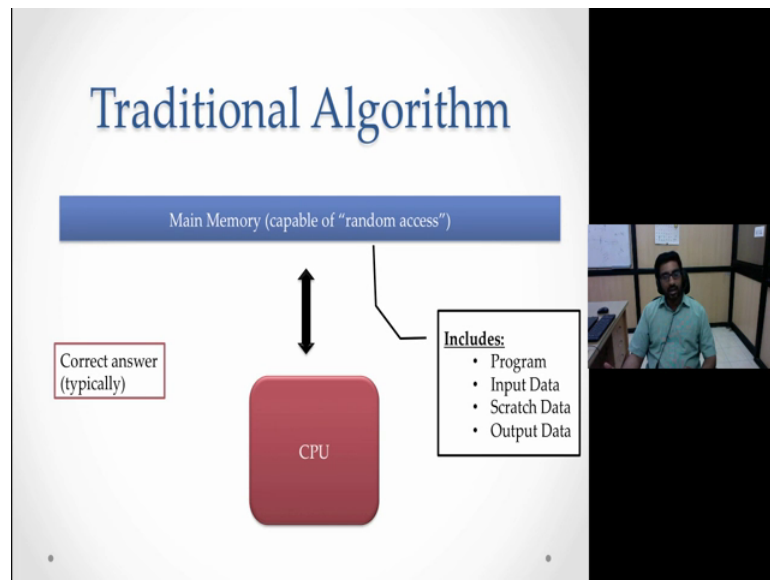 Traditional Algorithm
Main Memory (capable of “random access”)
Correct answer
(typically)
Includes:
• Program
• Input Data
• Scratch Data
• Output Data
CPU